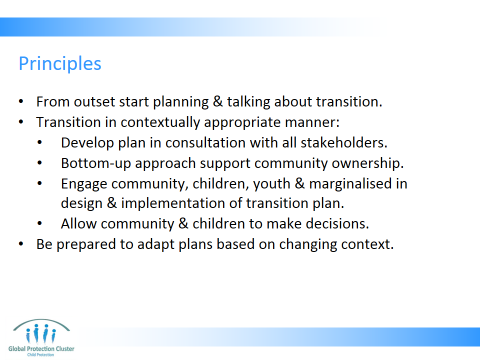 Principles
• From outset start planning & talking about transition.
• Transition in contextually appropriate manner:
• Develop plan in consultation with all stakeholders.
• Bottom-up approach support community ownership.
• Engage community, children, youth & marginalised in
design & implementation of transition plan.
• Allow community & children to make decisions.
• Be prepared to adapt plans based on changing context.
Global Protection Cluster
Child Protection